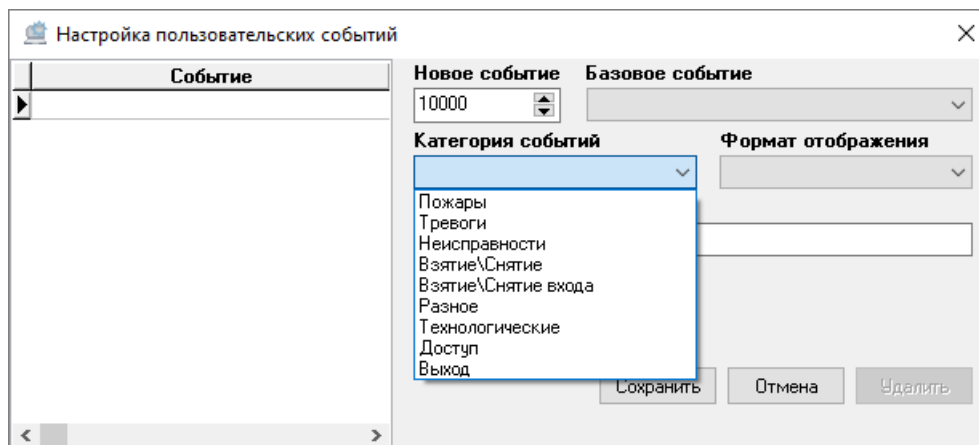 Настройка пользовательских событий
Событие
Новое событие
Базовое событие
10000
Категория событий
Формат отображения
Пожары
Тревоги
Неисправности
Взятие\Снятие
Взятие\Снятие входа
Разное
Технологические
Доступ
Выход
Сохранить
Отмена
Удалить